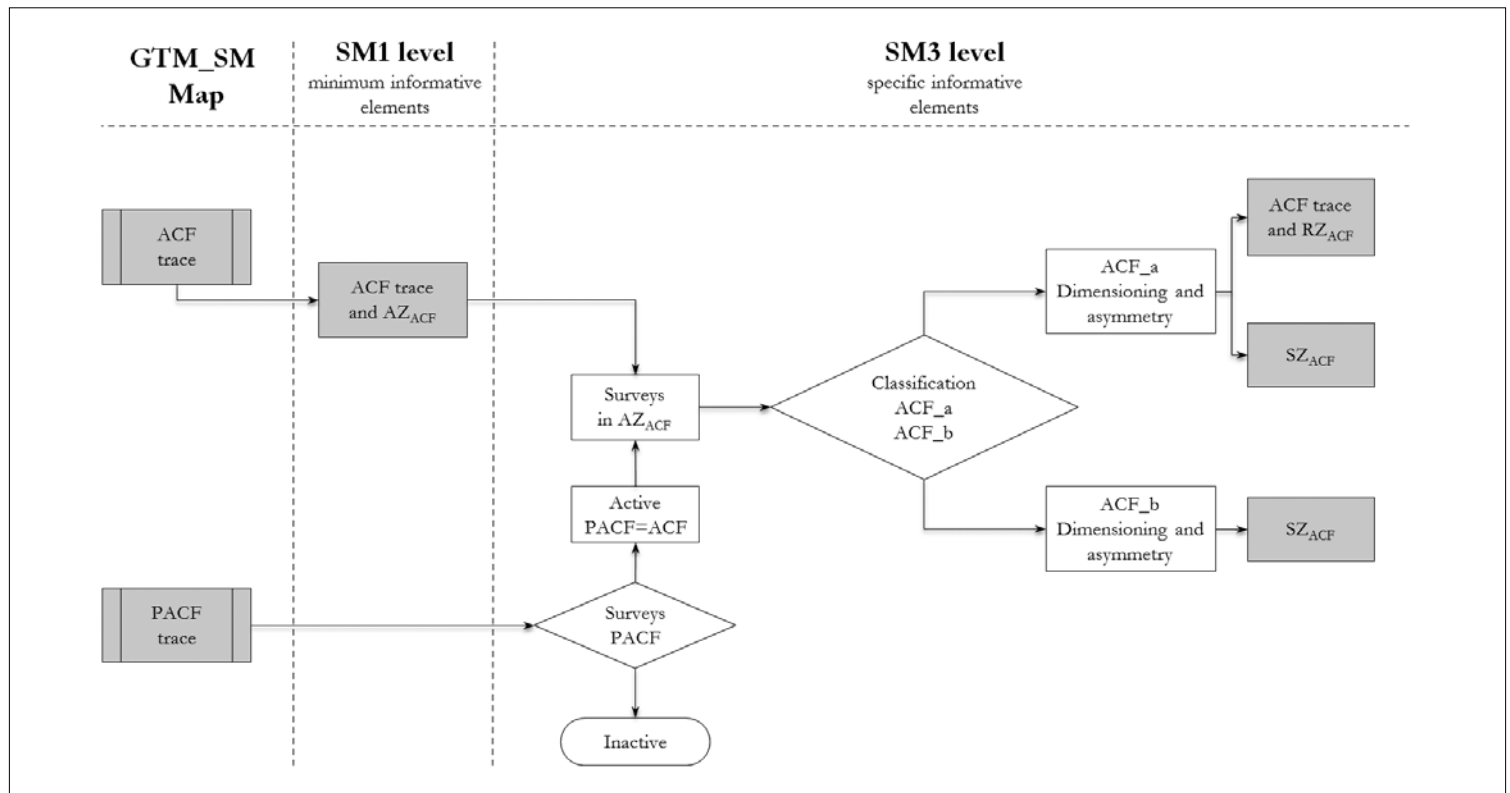 GTM_SM
Map
SM1 level
minimum informative
elements
SM3 level
specific informative
elements
ACF
trace
ACF trace
and AZACF
Surveys
in AZACF
Active
PACF=ACF
PACF
trace
Surveys
PACF
Inactive
Classification
ACF_a
ACF_b
ACF_a
Dimensioning and
asymmetry
ACF trace
and RZACF
SZACF
ACF_b
Dimensioning and
asymmetry
SZACF